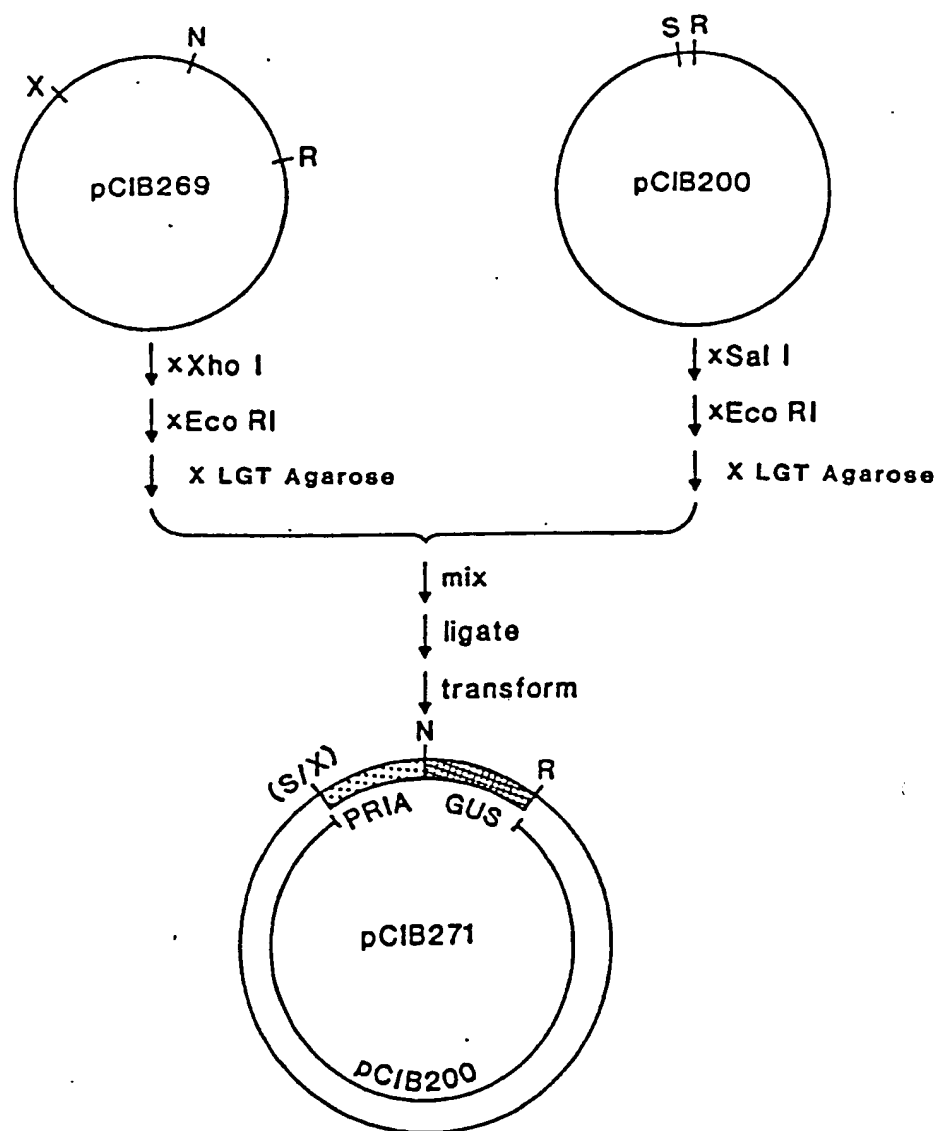 N
X
R
pCIB269
S R
pCIB200
xXho I
xEco RI
X LGT Agarose
xSal I
xEco RI
X LGT Agarose
mix
ligate
transform
N
(S/X)
R
PRIA
GUS
pCIB271
pCIB200